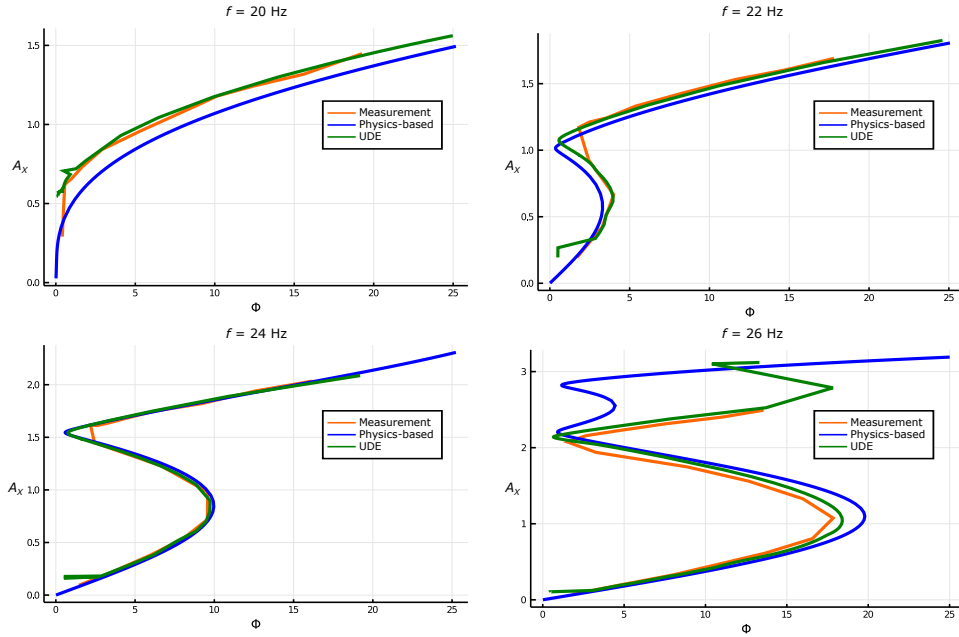 f = 20 Hz
1.5
1.0
0.5
0.0
A_X
0
5
10
15
20
25
Φ
Measurement
Physics-based
UDE
f = 22 Hz
1.5
1.0
0.5
0.0
A_X
0
5
10
15
20
25
Φ
Measurement
Physics-based
UDE
f = 24 Hz
2.0
1.5
1.0
0.5
0.0
A_X
0
5
10
15
20
25
Φ
Measurement
Physics-based
UDE
f = 26 Hz
3
2
1
0
A_X
0
5
10
15
20
25
Φ
Measurement
Physics-based
UDE